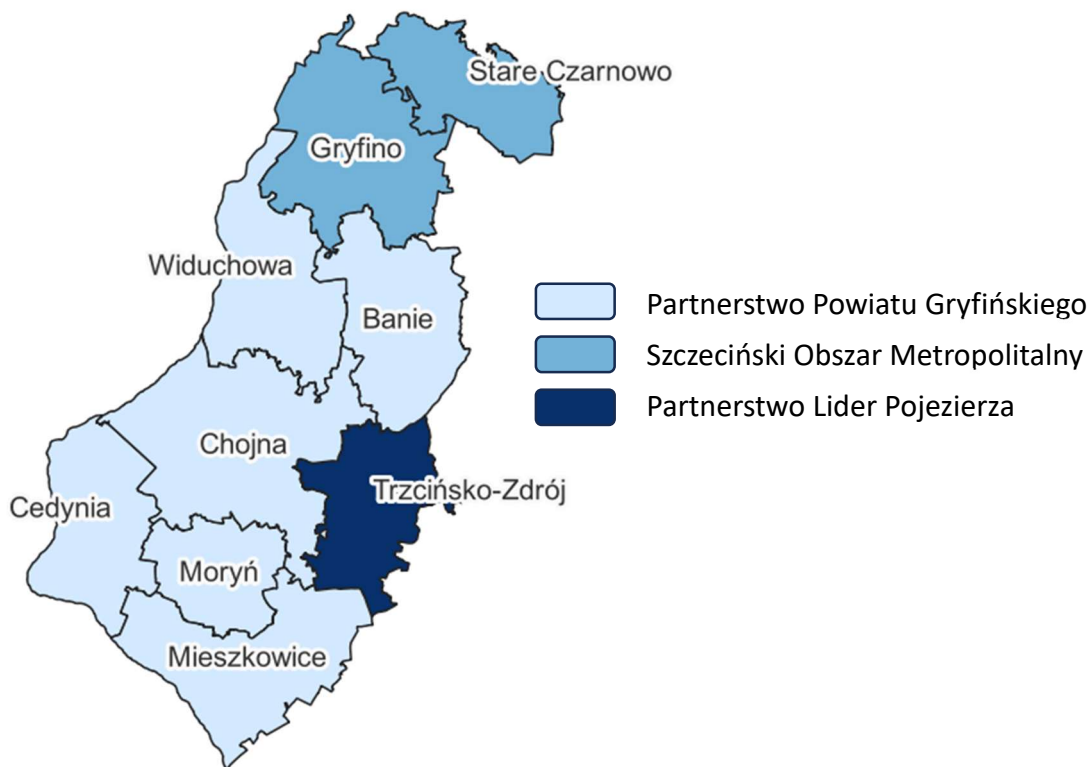 Stare Czarnowo
Gryfino
Widuchowa
Banie
Partnerstwo Powiatu Gryfińskiego
Szczeciński Obszar Metropolitalny
Partnerstwo Lider Pojezierza
Chojna
Trzcińsko-Zdrój
Cedynia
Moryń
Mieszkowice